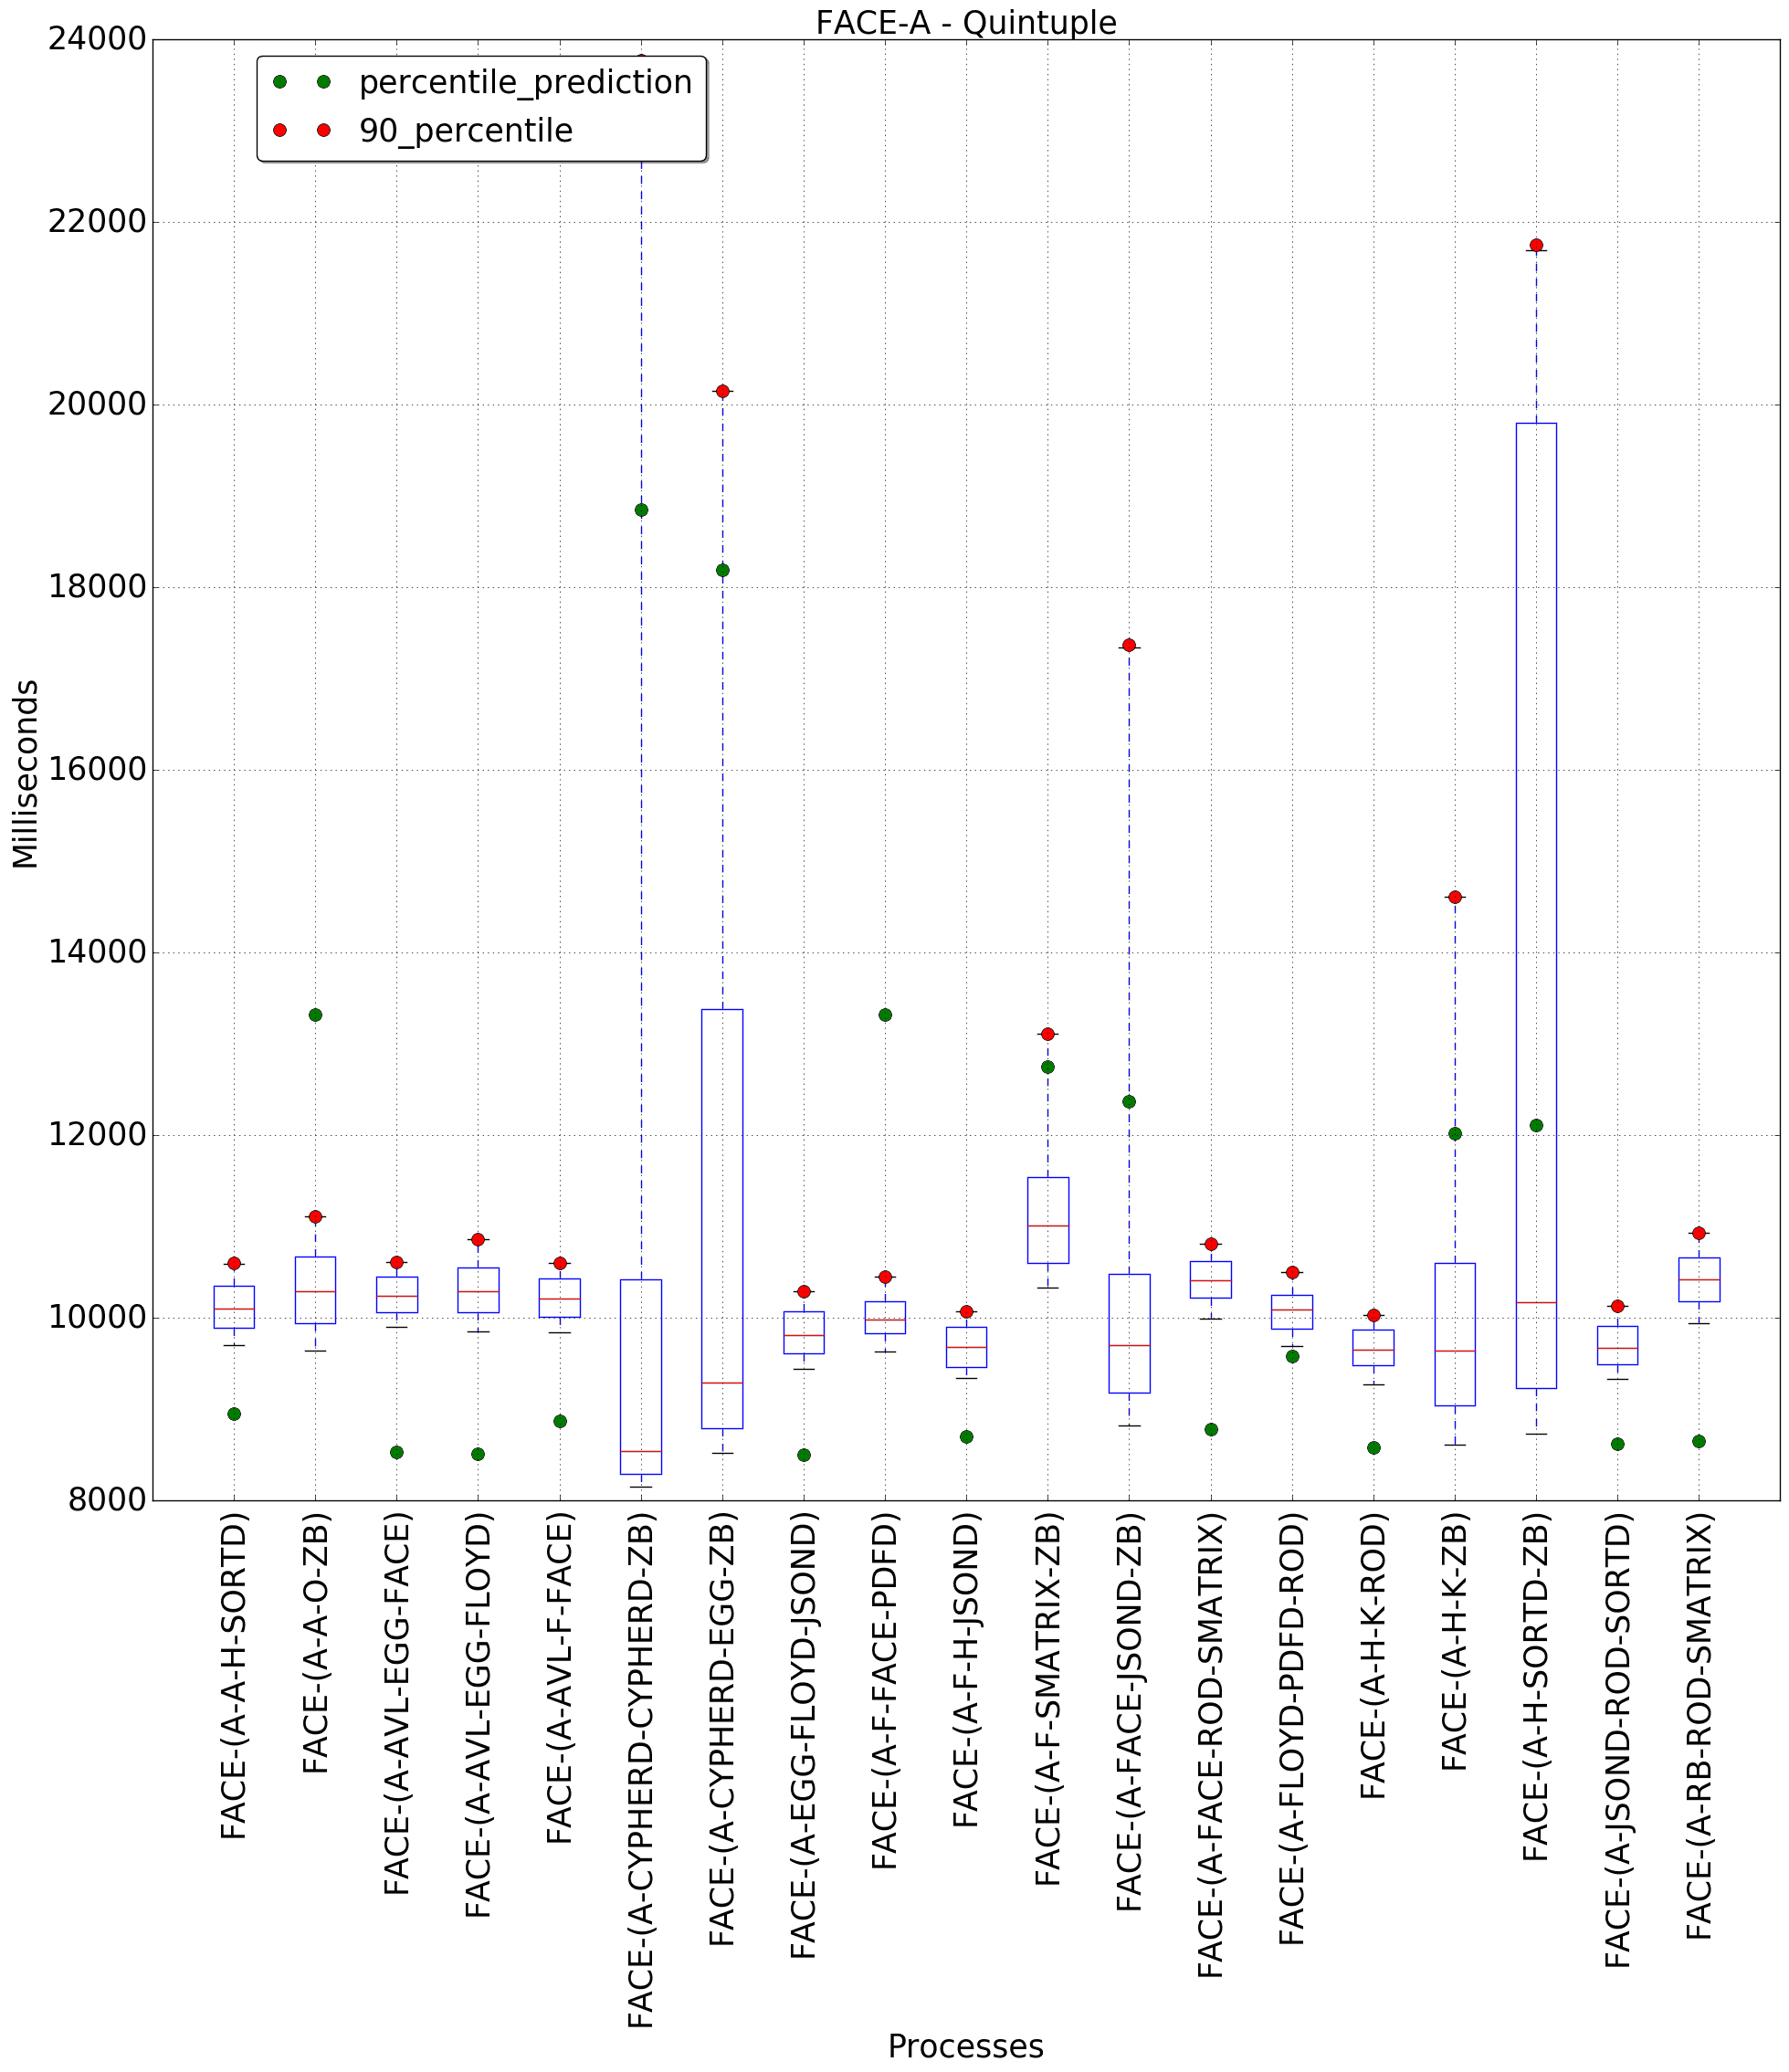 FACE-A - Quintuple
percentile_prediction
90_percentile
24000
22000
20000
18000
16000
14000
12000
10000
8000
Milliseconds
FACE-(A-A-H-SORTD)
FACE-(A-A-O-ZB)
FACE-(A-AVL-EGG-FACE)
FACE-(A-AVL-EGG-FLOYD)
FACE-(A-AVL-F-FACE)
FACE-(A-CYPHERD-CYPHERD-ZB)
FACE-(A-CYPHERD-EGG-ZB)
FACE-(A-EGG-FLOYD-JSOND)
FACE-(A-F-FACE-PDFD)
FACE-(A-F-H-JSOND)
FACE-(A-F-SMATRIX-ZB)
FACE-(A-FACE-JSOND-ZB)
FACE-(A-FACE-ROD-SMATRIX)
FACE-(A-FLOYD-PDFD-ROD)
FACE-(A-H-K-ROD)
FACE-(A-H-K-ZB)
FACE-(A-H-SORTD-ZB)
FACE-(A-JSOND-ROD-SORTD)
FACE-(A-RB-ROD-SMATRIX)
Processes